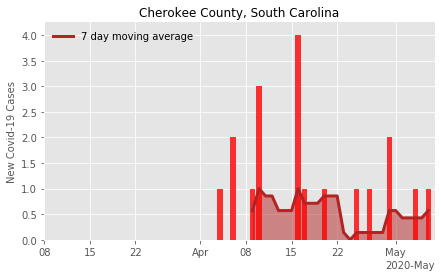 Cherokee County, South Carolina
7 day moving average
New Covid-19 Cases
4.0
3.5
3.0
2.5
2.0
1.5
1.0
0.5
0.0
08 15 22 Apr 08 15 22 May
2020-May